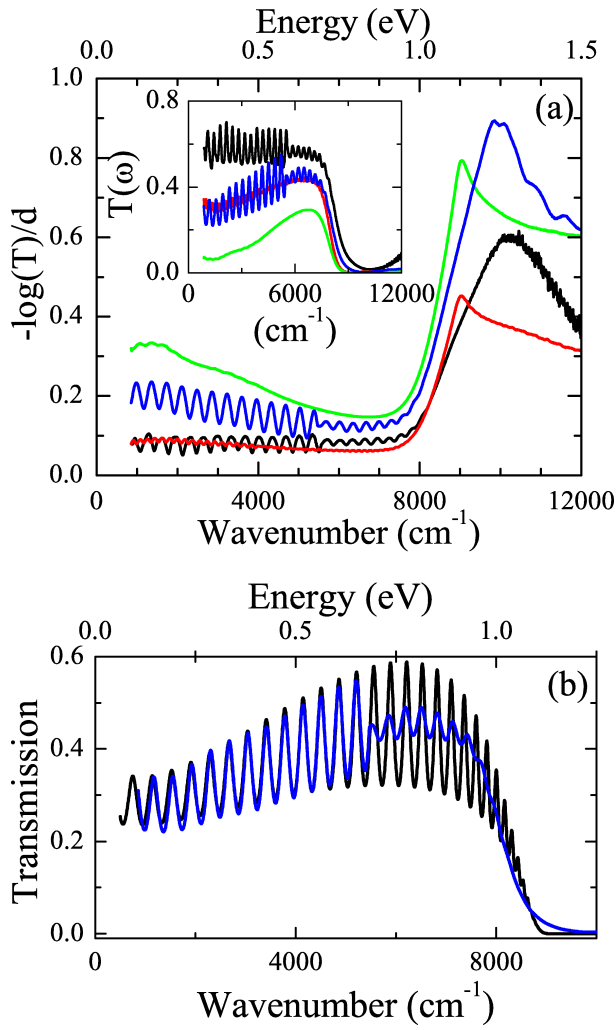 Energy (eV)
0.0 0.5 1.0 1.5
1.0
0.8
0.6
0.4
0.2
0.0
-log(T)/d
(a)
0.8
0.4
0.0
T(ω)
0 6000 12000
(cm⁻¹)
0 4000 8000 12000
Wavenumber (cm⁻¹)
Energy (eV)
0.0 0.5 1.0
0.6
0.4
0.2
0.0
Transmission
(b)
0 4000 8000
Wavenumber (cm⁻¹)